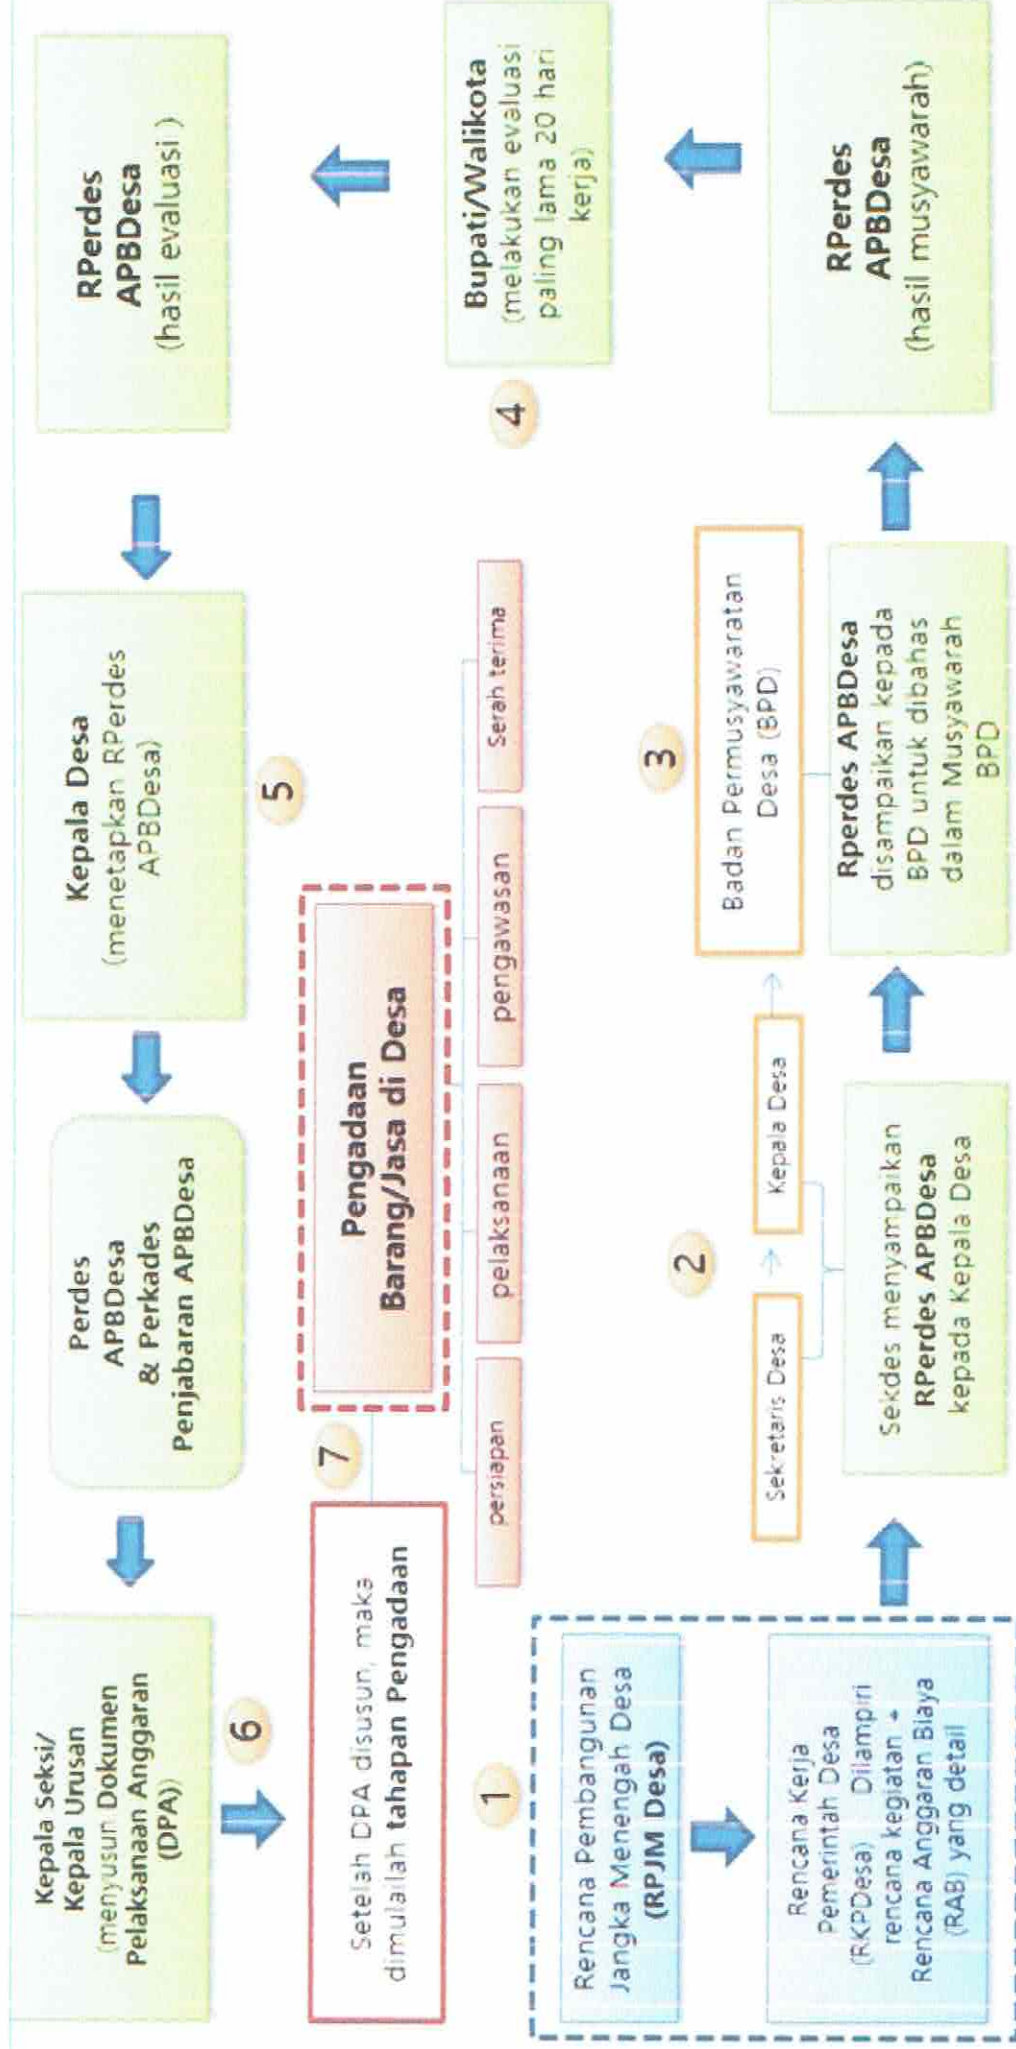 1
Rencana Pembangunan
Jangka Menengah Desa
(RPJM Desa)
Rencana Kerja
Pemerintah Desa
(RKPDesa) Dilampiri
rencana kegiatan +
Rencana Anggaran Biaya
(RAB) yang detail
2
Sekretaris Desa
Kepala Desa
Sekdes menyampaikan
RPerdes APBDesa
kepada Kepala Desa
3
Badan Permusyawaratan
Desa (BPD)
Rperdes APBDesa
disampaikan kepada
BPD untuk dibahas
dalam Musyawarah
BPD
RPerdes
APBDesa
(hasil musyawarah)
4
Bupati/Walikota
(melakukan evaluasi
paling lama 20 hari
kerja)
RPerdes
APBDesa
(hasil evaluasi )
Kepala Desa
(menetapkan RPerdes
APBDesa)
5
Perdes
APBDesa
& Perkades
Penjabaran APBDesa
Kepala Seksi/
Kepala Urusan
(menyusun Dokumen
Pelaksanaan Anggaran
(DPA))
6
Setelah DPA disusun, maka
dimulailah tahapan Pengadaan
7
Pengadaan
Barang/Jasa di Desa
persiapan
pelaksanaan
pengawasan
Serah terima